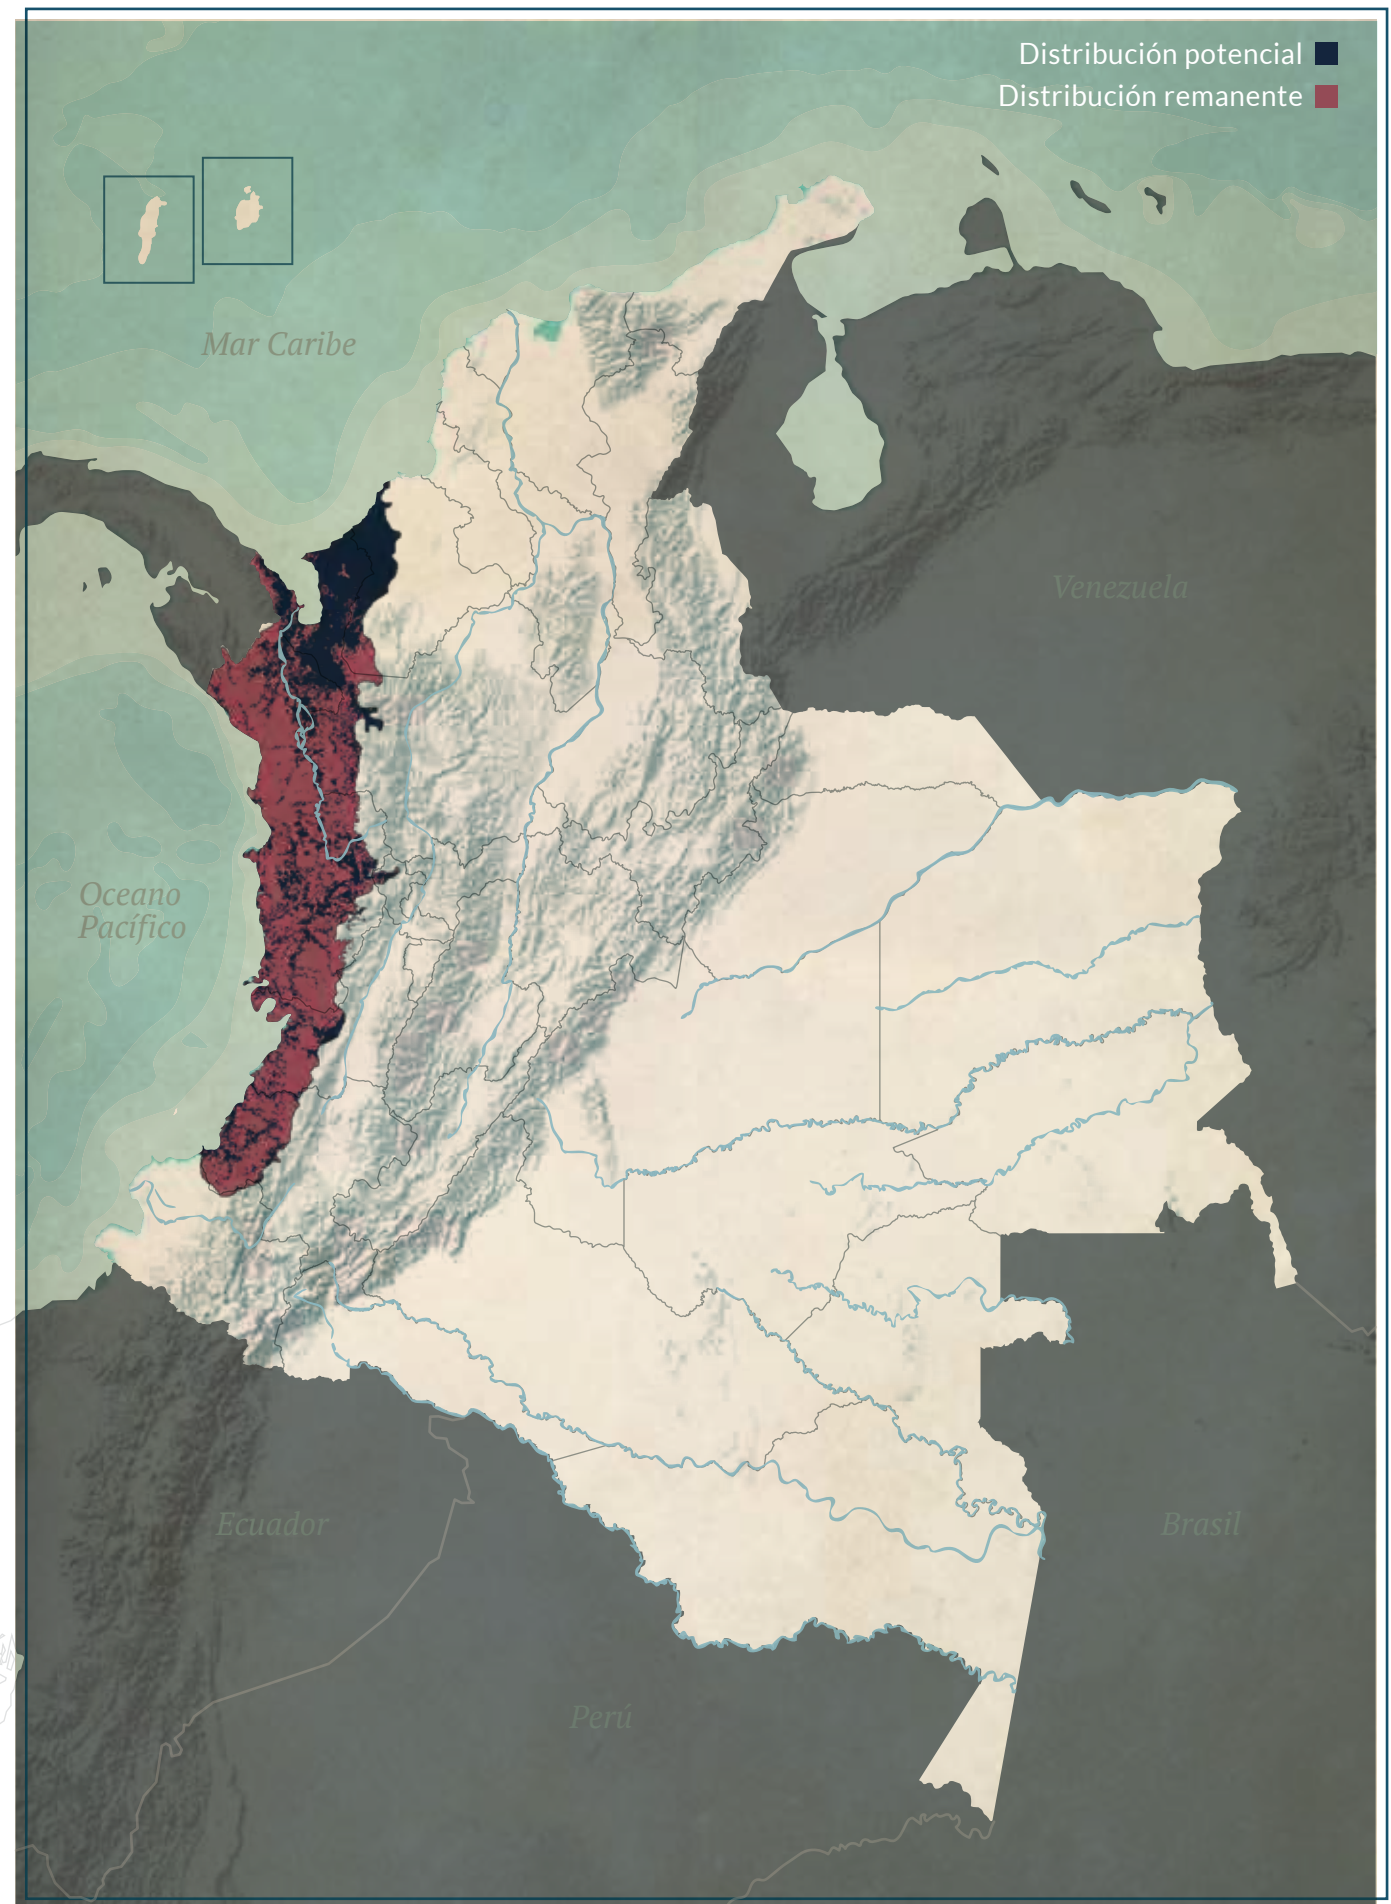 Distribución potencial
Distribución remanente
Mar Caribe
Venezuela
Oceano
Pacífico
Ecuador
Brasil
Perú